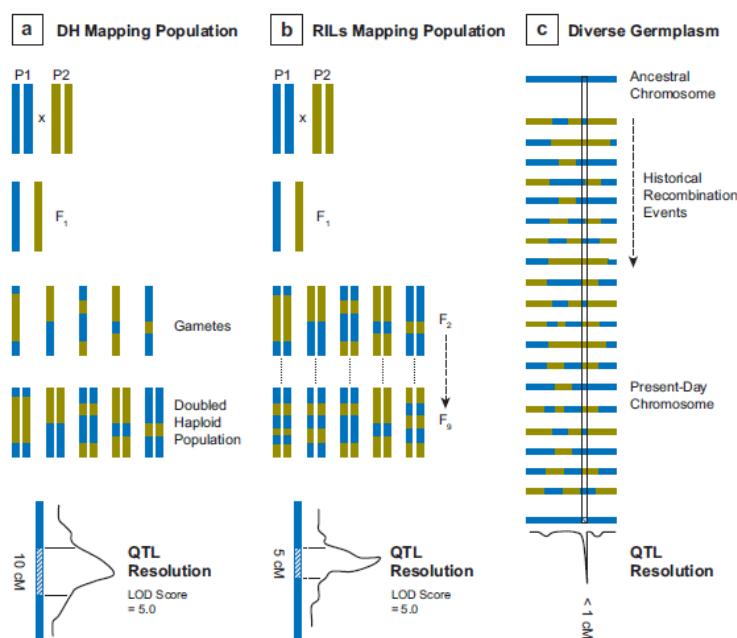 a DH Mapping Population
P1 P2
x
F1
Gametes
Doubled
Haploid
Population
10 cM
QTL
Resolution
LOD Score
= 5.0
b RILs Mapping Population
P1 P2
x
F1
F2
F9
5 cM
QTL
Resolution
LOD Score
= 5.0
c Diverse Germplasm
Ancestral
Chromosome
Historical
Recombination
Events
Present-Day
Chromosome
QTL
Resolution
< 1 cM